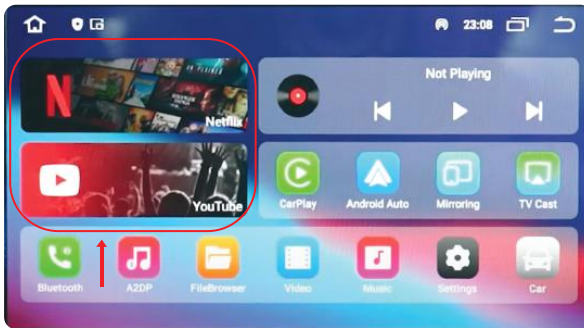 23:08
Netflix
Not Playing
YouTube
CarPlay
Android Auto
Mirroring
TV Cast
Bluetooth
A2DP
FileBrowser
Video
Music
Settings
Car